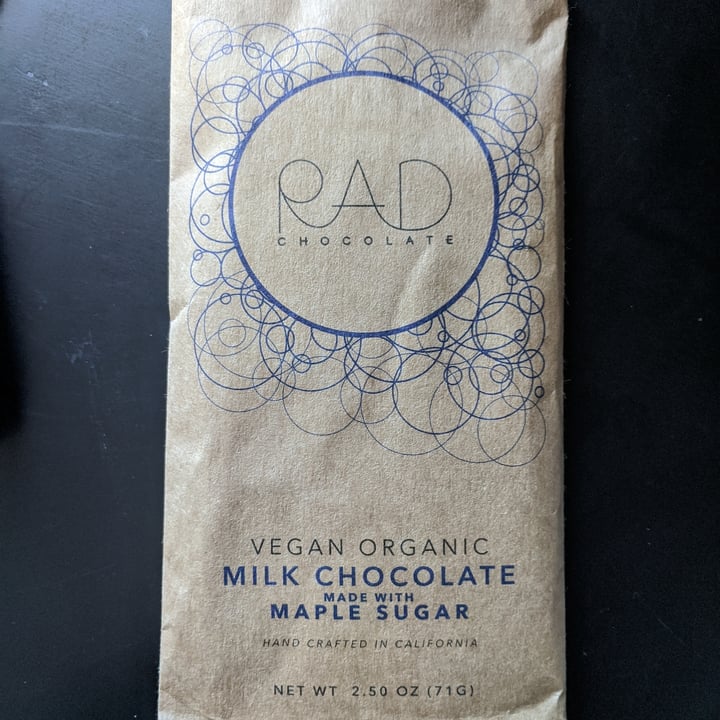 RAD
CHOCOLATE
VEGAN ORGANIC
MILK CHOCOLATE
MADE WITH
MAPLE SUGAR
HAND CRAFTED IN CALIFORNIA
NET WT 2.50 OZ (71G)